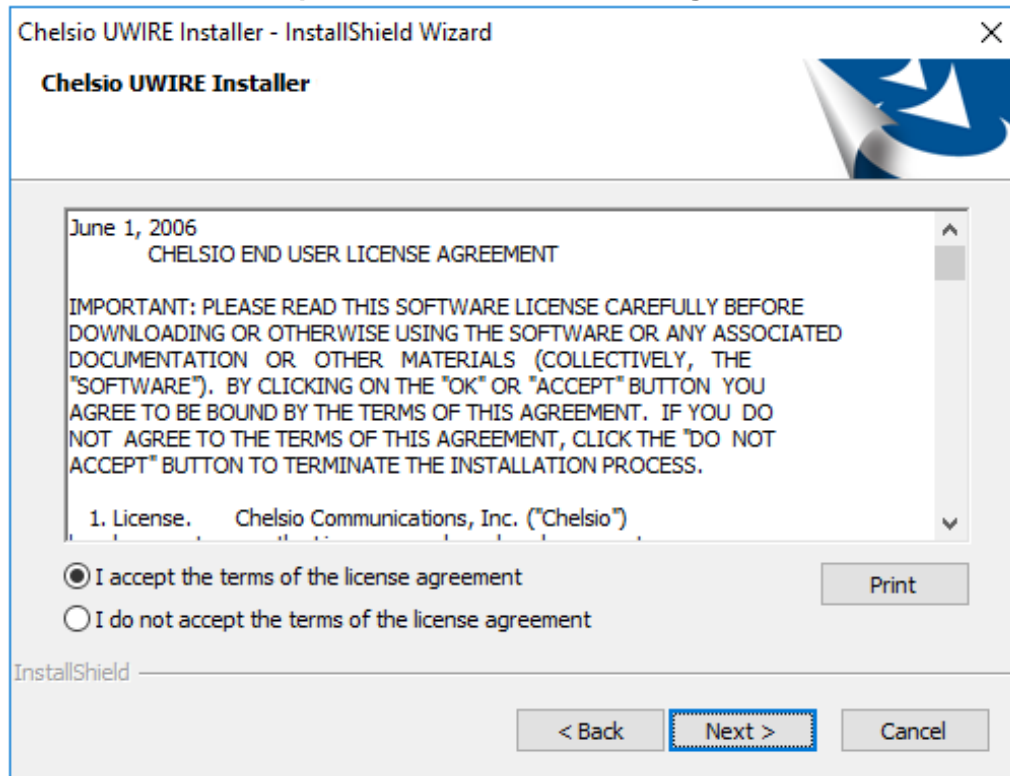 Chelsio UWIRE Installer - InstallShield Wizard
Chelsio UWIRE Installer
June 1, 2006
CHELSIO END USER LICENSE AGREEMENT
IMPORTANT: PLEASE READ THIS SOFTWARE LICENSE CAREFULLY BEFORE
DOWNLOADING OR OTHERWISE USING THE SOFTWARE OR ANY ASSOCIATED
DOCUMENTATION OR OTHER MATERIALS (COLLECTIVELY, THE
"SOFTWARE"). BY CLICKING ON THE "OK" OR "ACCEPT" BUTTON YOU
AGREE TO BE BOUND BY THE TERMS OF THIS AGREEMENT. IF YOU DO
NOT AGREE TO THE TERMS OF THIS AGREEMENT, CLICK THE "DO NOT
ACCEPT" BUTTON TO TERMINATE THE INSTALLATION PROCESS.
1. License. Chelsio Communications, Inc. ("Chelsio")
I accept the terms of the license agreement
Print
I do not accept the terms of the license agreement
InstallShield
< Back Next > Cancel